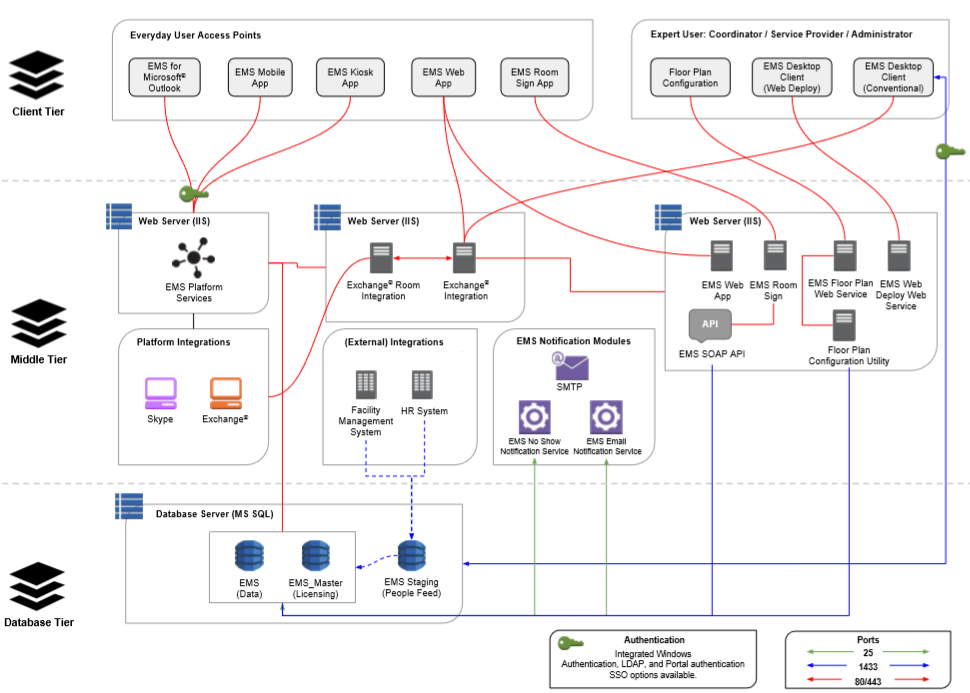 Everyday User Access Points
EMS for
Microsoft®
Outlook
EMS Mobile
App
EMS Kiosk
App
EMS Web
App
EMS Room
Sign App
Expert User: Coordinator / Service Provider / Administrator
Floor Plan
Configuration
EMS Desktop
Client
(Web Deploy)
EMS Desktop
Client
(Conventional)
Client Tier
Web Server (IIS)
EMS Platform
Services
Web Server (IIS)
Exchange® Room
Integration
Exchange®
Integration
Web Server (IIS)
EMS Web
App
EMS Room
Sign
EMS Floor Plan
Web Service
EMS Web
Deploy Web
Service
API
EMS SOAP API
Floor Plan
Configuration Utility
Middle Tier
Platform Integrations
Skype
Exchange®
(External) Integrations
Facility
Management
System
HR System
EMS Notification Modules
@
SMTP
EMS No Show
Notification Service
EMS Email
Notification Service
Database Server (MS SQL)
EMS
(Data)
EMS_Master
(Licensing)
EMS Staging
(People Feed)
Database Tier
Authentication
Integrated Windows
Authentication, LDAP, and Portal authentication
SSO options available.
Ports
25
1433
80/443